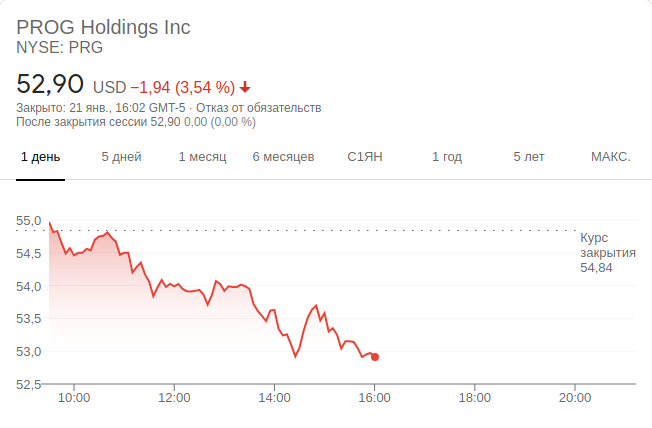 PROG Holdings Inc
NYSE: PRG
52,90 USD −1,94 (3,54 %)
Закрыто: 21 янв., 16:02 GMT-5 · Отказ от обязательств
После закрытия сессии 52,90 0,00 (0,00 %)
1 день 5 дней 1 месяц 6 месяцев С1ЯН 1 год 5 лет МАКС.
55,0
Курс
закрытия
54,84
54,5
54,0
53,5
53,0
52,5
10:00 12:00 14:00 16:00 18:00 20:00